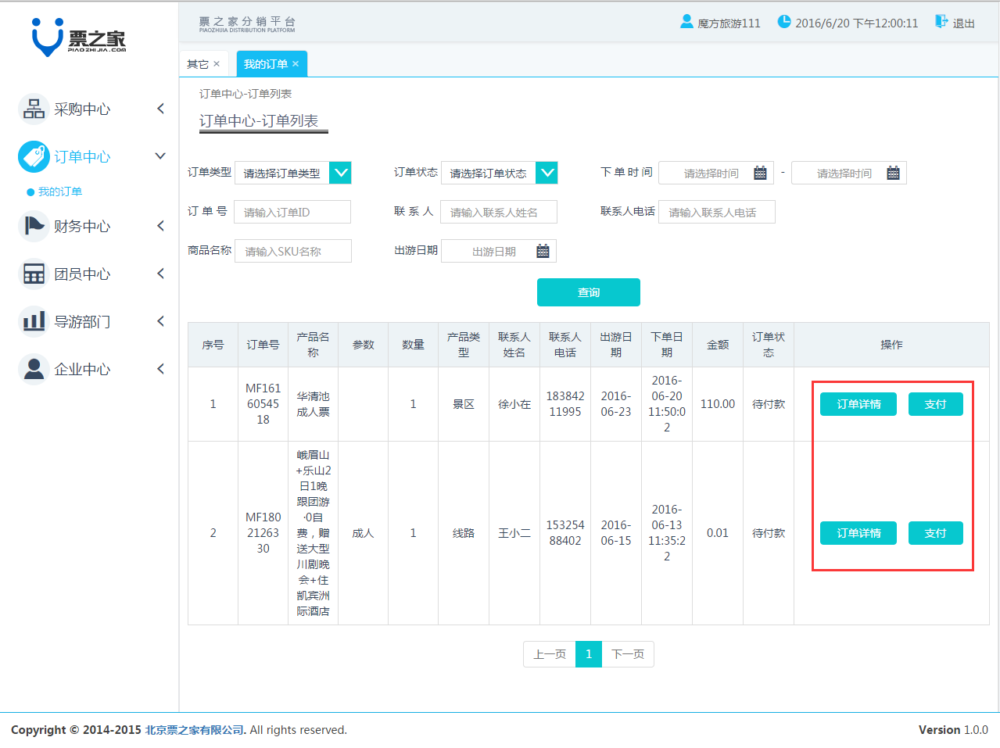 票之家
PIAOZHIJIA.COM
票之家分销平台
PIAOZHIJIA DISTRIBUTION PLATFORM
魔方旅游111
2016/6/20 下午12:00:11
退出
其它 ×
我的订单 ×
采购中心
订单中心
我的订单
财务中心
团员中心
导游部门
企业中心
订单中心-订单列表
订单中心-订单列表
订单类型 请选择订单类型 订单状态 请选择订单状态 下单时间 请选择时间 - 请选择时间
订单号 请输入订单ID 联系人 请输入联系人姓名 联系人电话 请输入联系人电话
商品名称 请输入SKU名称 出游日期 出游日期
查询
序号 订单号 产品名称 参数 数量 产品类型 联系人姓名 联系人电话 出游日期 下单日期 金额 订单状态 操作
1 MF1616054518 华清池成人票 1 景区 徐小在 18384211995 2016-06-23 2016-06-20 11:50:02 110.00 待付款 订单详情 支付
2 MF1802126330 峨眉山+乐山2日1晚跟团游·0自费，赠送大型川剧晚会+住凯宾洲际酒店 成人 1 线路 王小二 15325488402 2016-06-15 2016-06-13 11:35:22 0.01 待付款 订单详情 支付
上一页 1 下一页
Copyright © 2014-2015 北京票之家有限公司. All rights reserved.
Version 1.0.0